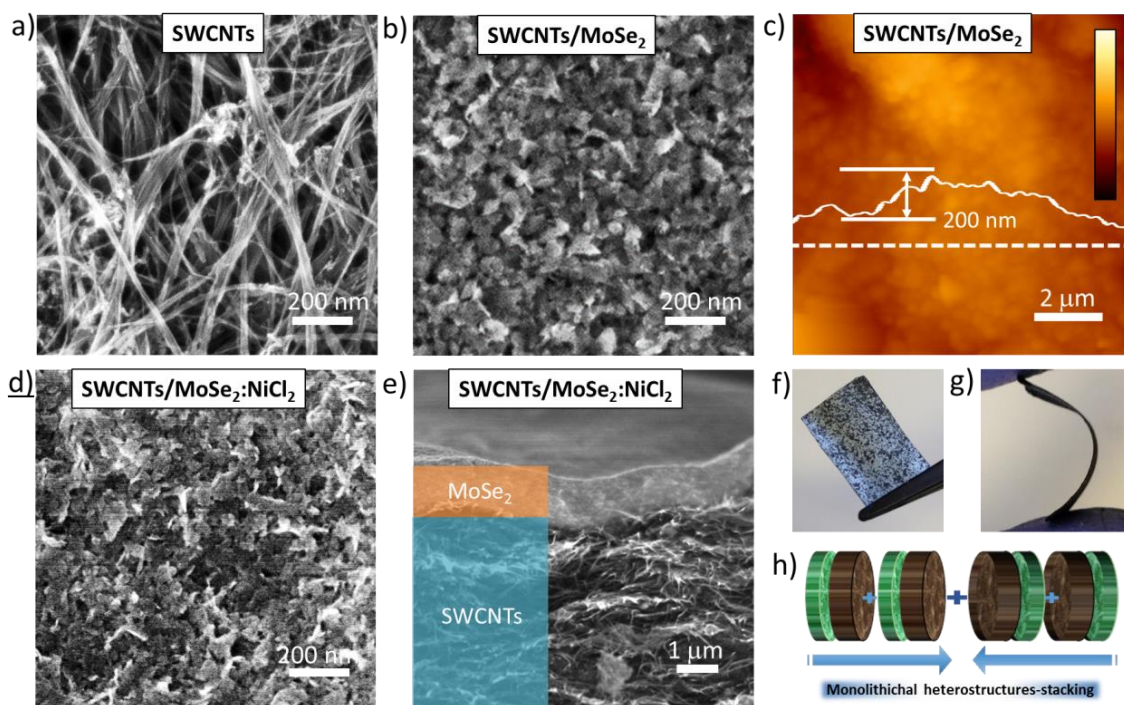 a)
SWCNTs
200 nm
b)
SWCNTs/MoSe₂
200 nm
c)
SWCNTs/MoSe₂
200 nm
2 μm
d)
SWCNTs/MoSe₂:NiCl₂
200 nm
e)
SWCNTs/MoSe₂:NiCl₂
MoSe₂
SWCNTs
1 μm
f)
g)
h)
+ + +
Monolithichal heterostructures-stacking